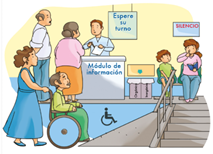 Espere
su
turno
SILENCIO
Módulo de
información